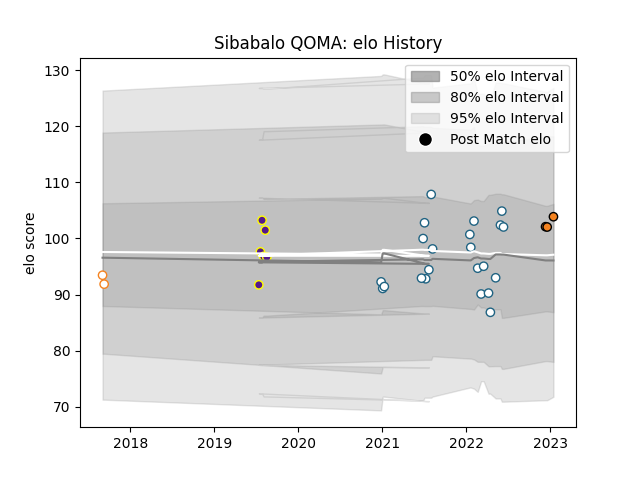 Sibabalo QOMA: elo History
130
120
110
100
90
80
70
elo score
50% elo Interval
80% elo Interval
95% elo Interval
Post Match elo
2018 2019 2020 2021 2022 2023